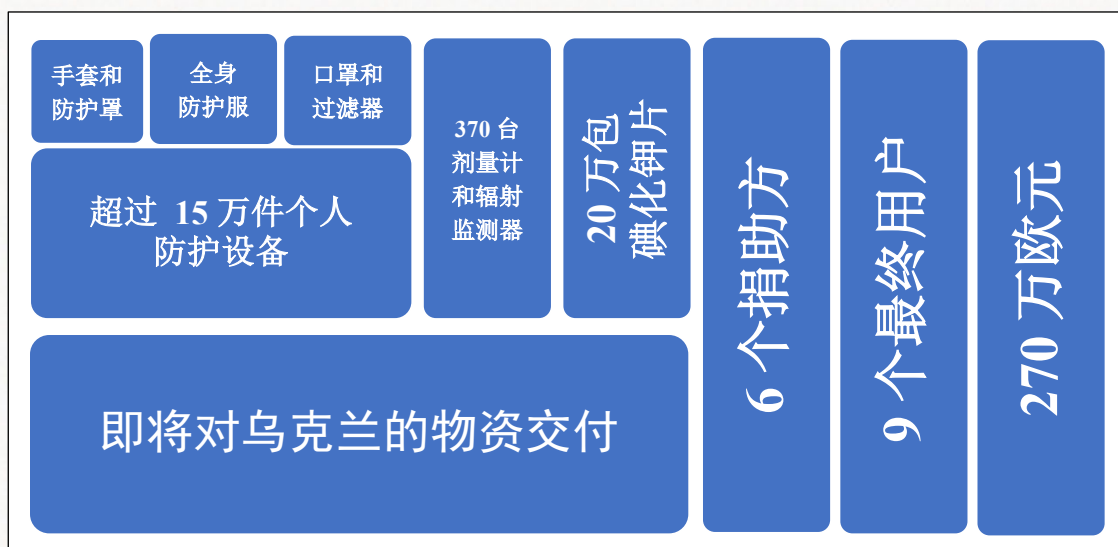 手套和
防护罩
全身
防护服
口罩和
过滤器
超过 15 万件个人
防护设备
370 台
剂量计
和辐射
监测器
20 万包
碘化钾片
即将对乌克兰的物资交付
6 个捐助方
9 个最终用户
270 万欧元